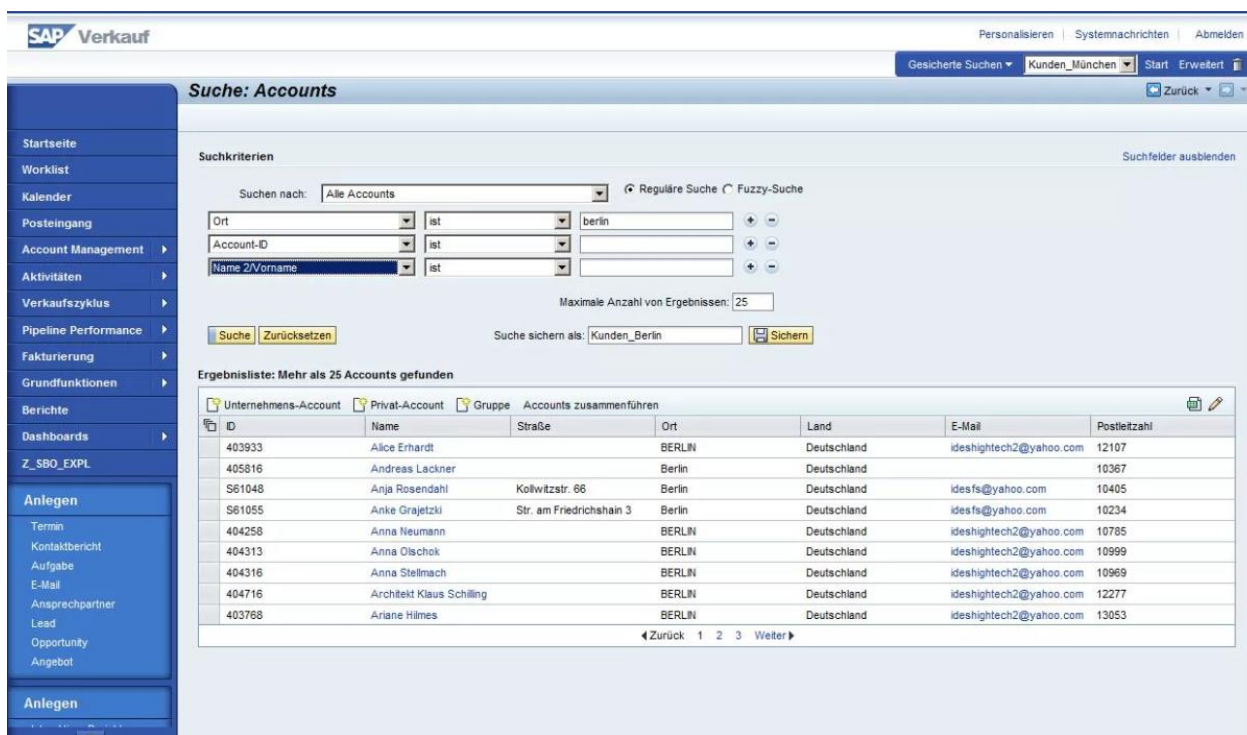 SAP Verkauf
Personalisieren | Systemnachrichten | Abmelden
Gesicherte Suchen Kunden_München Start Erweitert
Suche: Accounts
Zurück
Startseite
Worklist
Kalender
Posteingang
Account Management
Aktivitäten
Verkaufszyklus
Pipeline Performance
Fakturierung
Grundfunktionen
Berichte
Dashboards
Z_SBO_EXPL
Anlegen
Termin
Kontaktbericht
Aufgabe
E-Mail
Ansprechpartner
Lead
Opportunity
Angebot
Anlegen
Suchkriterien
Suchfelder ausblenden
Suchen nach: Alle Accounts Reguläre Suche Fuzzy-Suche
Ort ist berlin
Account-ID ist
Name 2/Vorname ist
Maximale Anzahl von Ergebnissen: 25
Suche Zurücksetzen Suche sichern als: Kunden_Berlin Sichern
Ergebnisliste: Mehr als 25 Accounts gefunden
Unternehmens-Account Privat-Account Gruppe Accounts zusammenführen
ID Name Straße Ort Land E-Mail Postleitzahl
403933 Alice Erhardt BERLIN Deutschland ideshightech2@yahoo.com 12107
405816 Andreas Lackner Berlin Deutschland 10367
S61048 Anja Rosendahl Kollwitzstr. 66 Berlin Deutschland idesfs@yahoo.com 10405
S61055 Anke Grajetzki Str. am Friedrichshain 3 Berlin Deutschland idesfs@yahoo.com 10234
404258 Anna Neumann BERLIN Deutschland ideshightech2@yahoo.com 10785
404313 Anna Olschok BERLIN Deutschland ideshightech2@yahoo.com 10999
404316 Anna Stellmach BERLIN Deutschland ideshightech2@yahoo.com 10969
404716 Architekt Klaus Schilling BERLIN Deutschland ideshightech2@yahoo.com 12277
403768 Ariane Hilmes BERLIN Deutschland ideshightech2@yahoo.com 13053
Zurück 1 2 3 Weiter